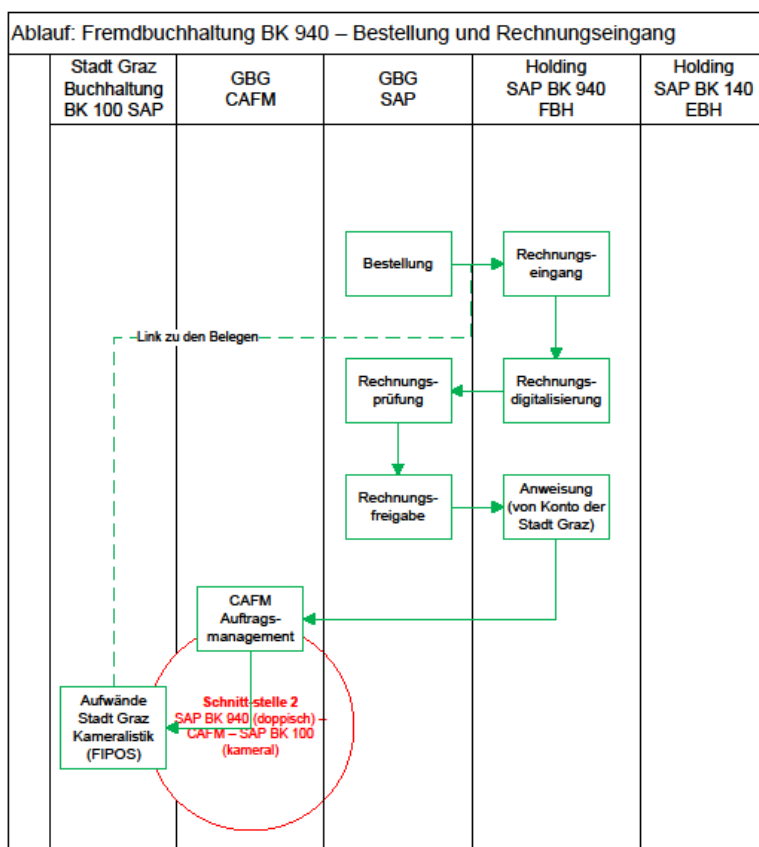 Ablauf: Fremdbuchhaltung BK 940 – Bestellung und Rechnungseingang
Stadt Graz
Buchhaltung
BK 100 SAP
GBG
CAFM
GBG
SAP
Holding
SAP BK 940
FBH
Holding
SAP BK 140
EBH
Bestellung
Rechnungs-
eingang
Link zu den Belegen
Rechnungs-
prüfung
Rechnungs-
digitalisierung
Rechnungs-
freigabe
Anweisung
(von Konto der
Stadt Graz)
CAFM
Auftrags-
management
Aufwände
Stadt Graz
Kameralistik
(FIPOS)
Schnitt-stelle 2
SAP BK 940 (doppisch) –
CAFM – SAP BK 100
(kameral)